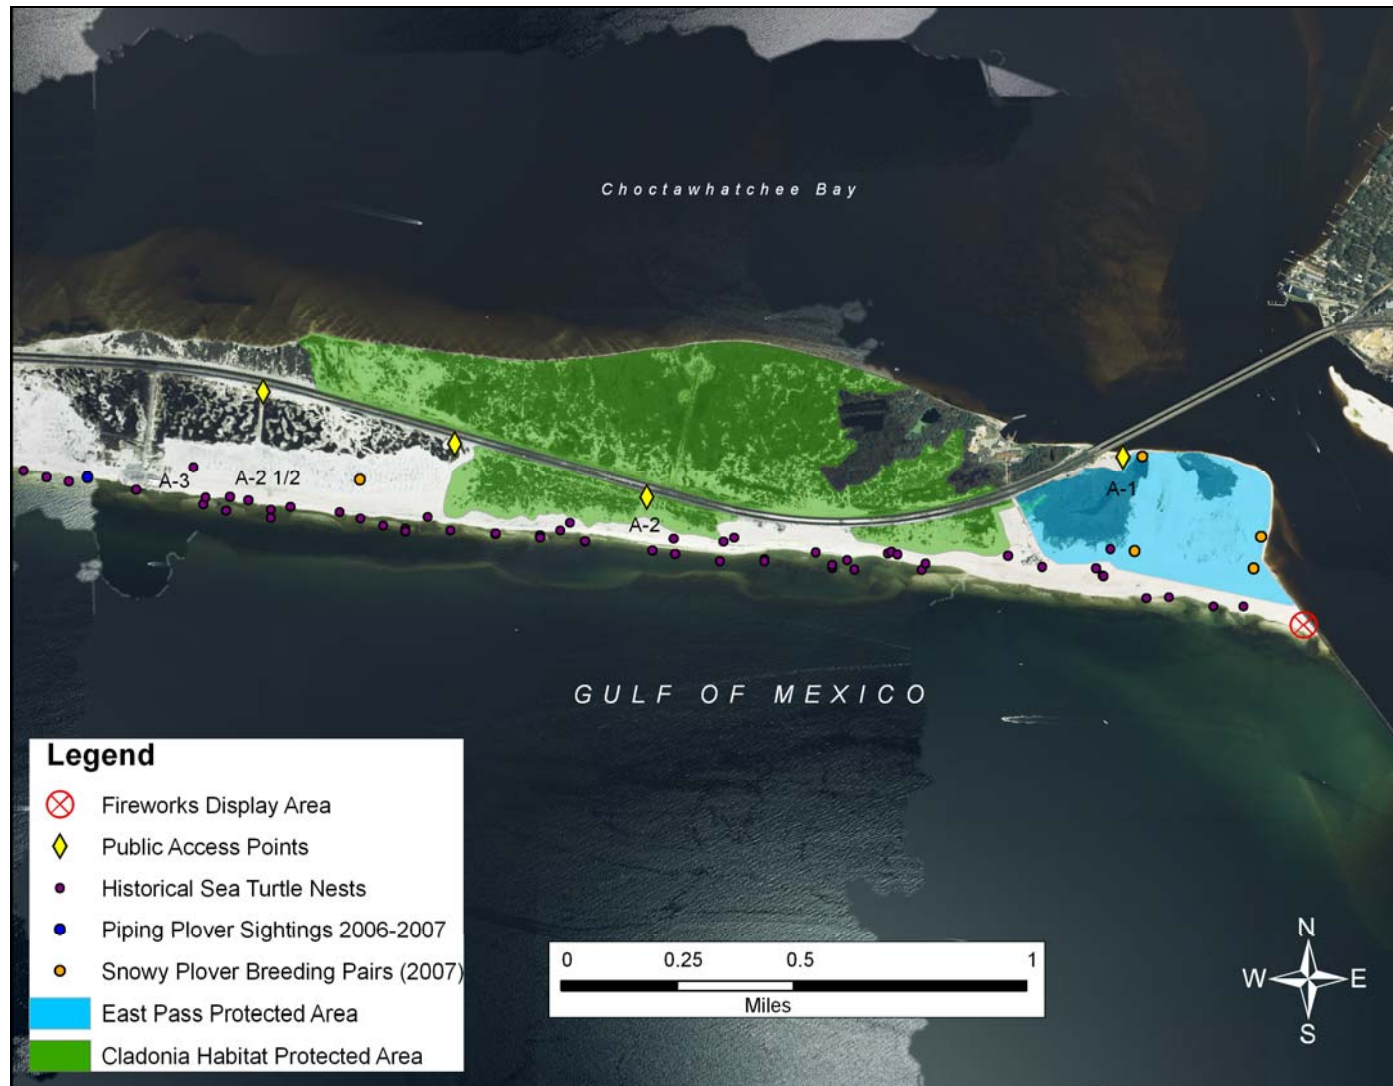 Choctawhatchee Bay
A-3
A-2 1/2
A-2
A-1
GULF OF MEXICO
Legend
Fireworks Display Area
Public Access Points
Historical Sea Turtle Nests
Piping Plover Sightings 2006-2007
Snowy Plover Breeding Pairs (2007)
East Pass Protected Area
Cladonia Habitat Protected Area
0 0.25 0.5 1
Miles
N
W E
S